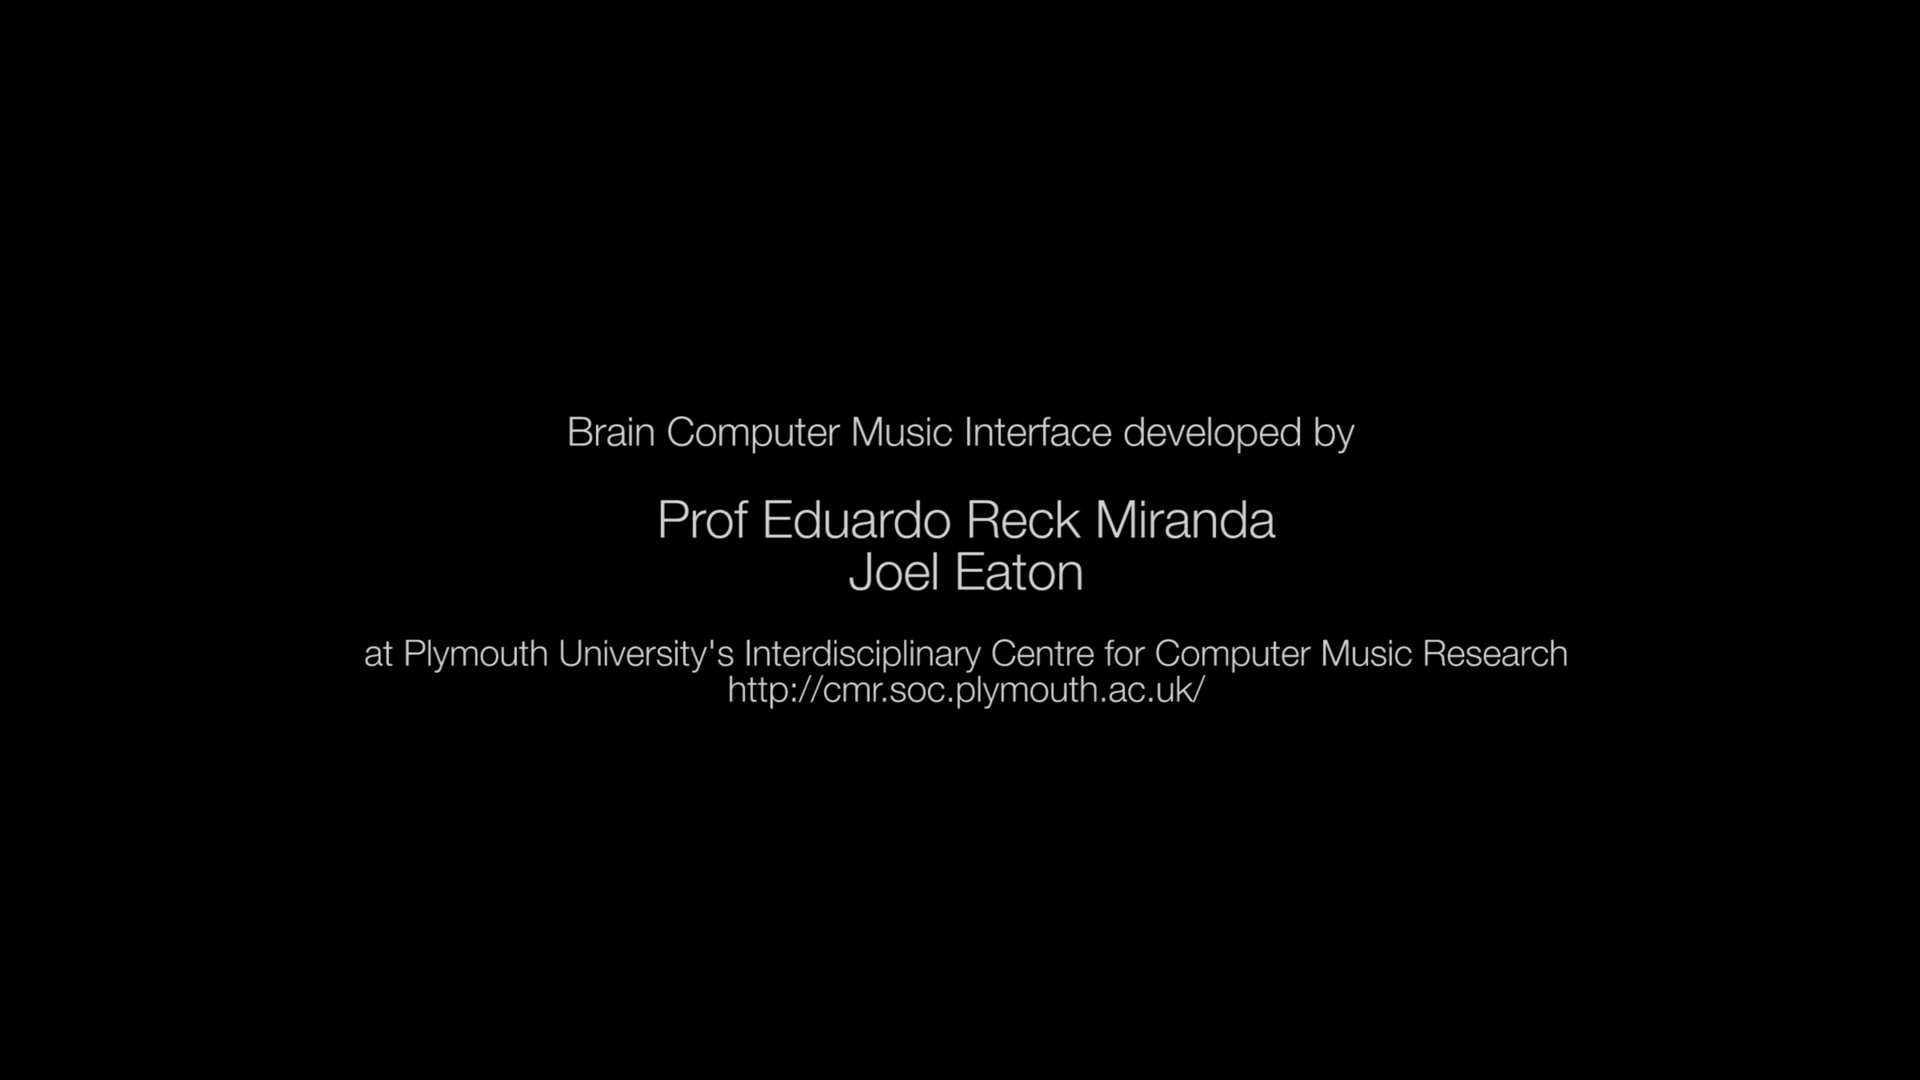 Brain Computer Music Interface developed by
Prof Eduardo Reck Miranda
Joel Eaton
at Plymouth University's Interdisciplinary Centre for Computer Music Research
http://cmr.soc.plymouth.ac.uk/